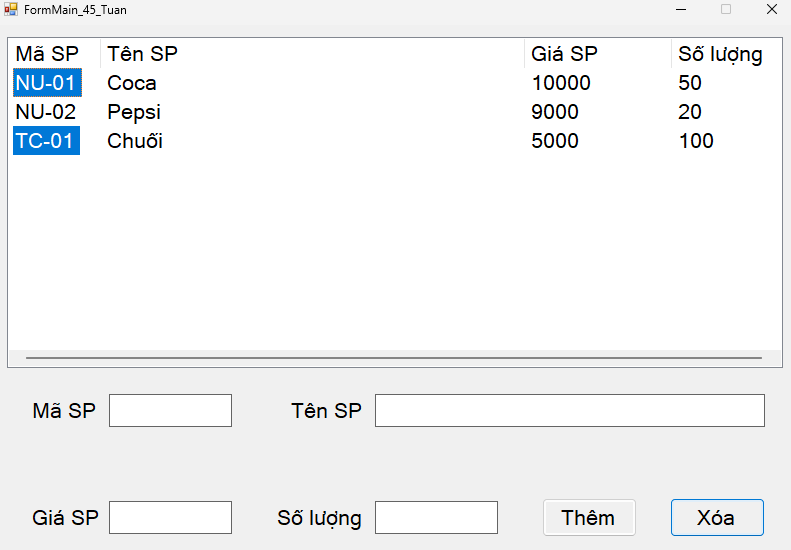 FormMain_45_Tuan
Mã SP Tên SP Giá SP Số lượng
NU-01 Coca 10000 50
NU-02 Pepsi 9000 20
TC-01 Chuối 5000 100
Mã SP Tên SP
Giá SP Số lượng Thêm Xóa